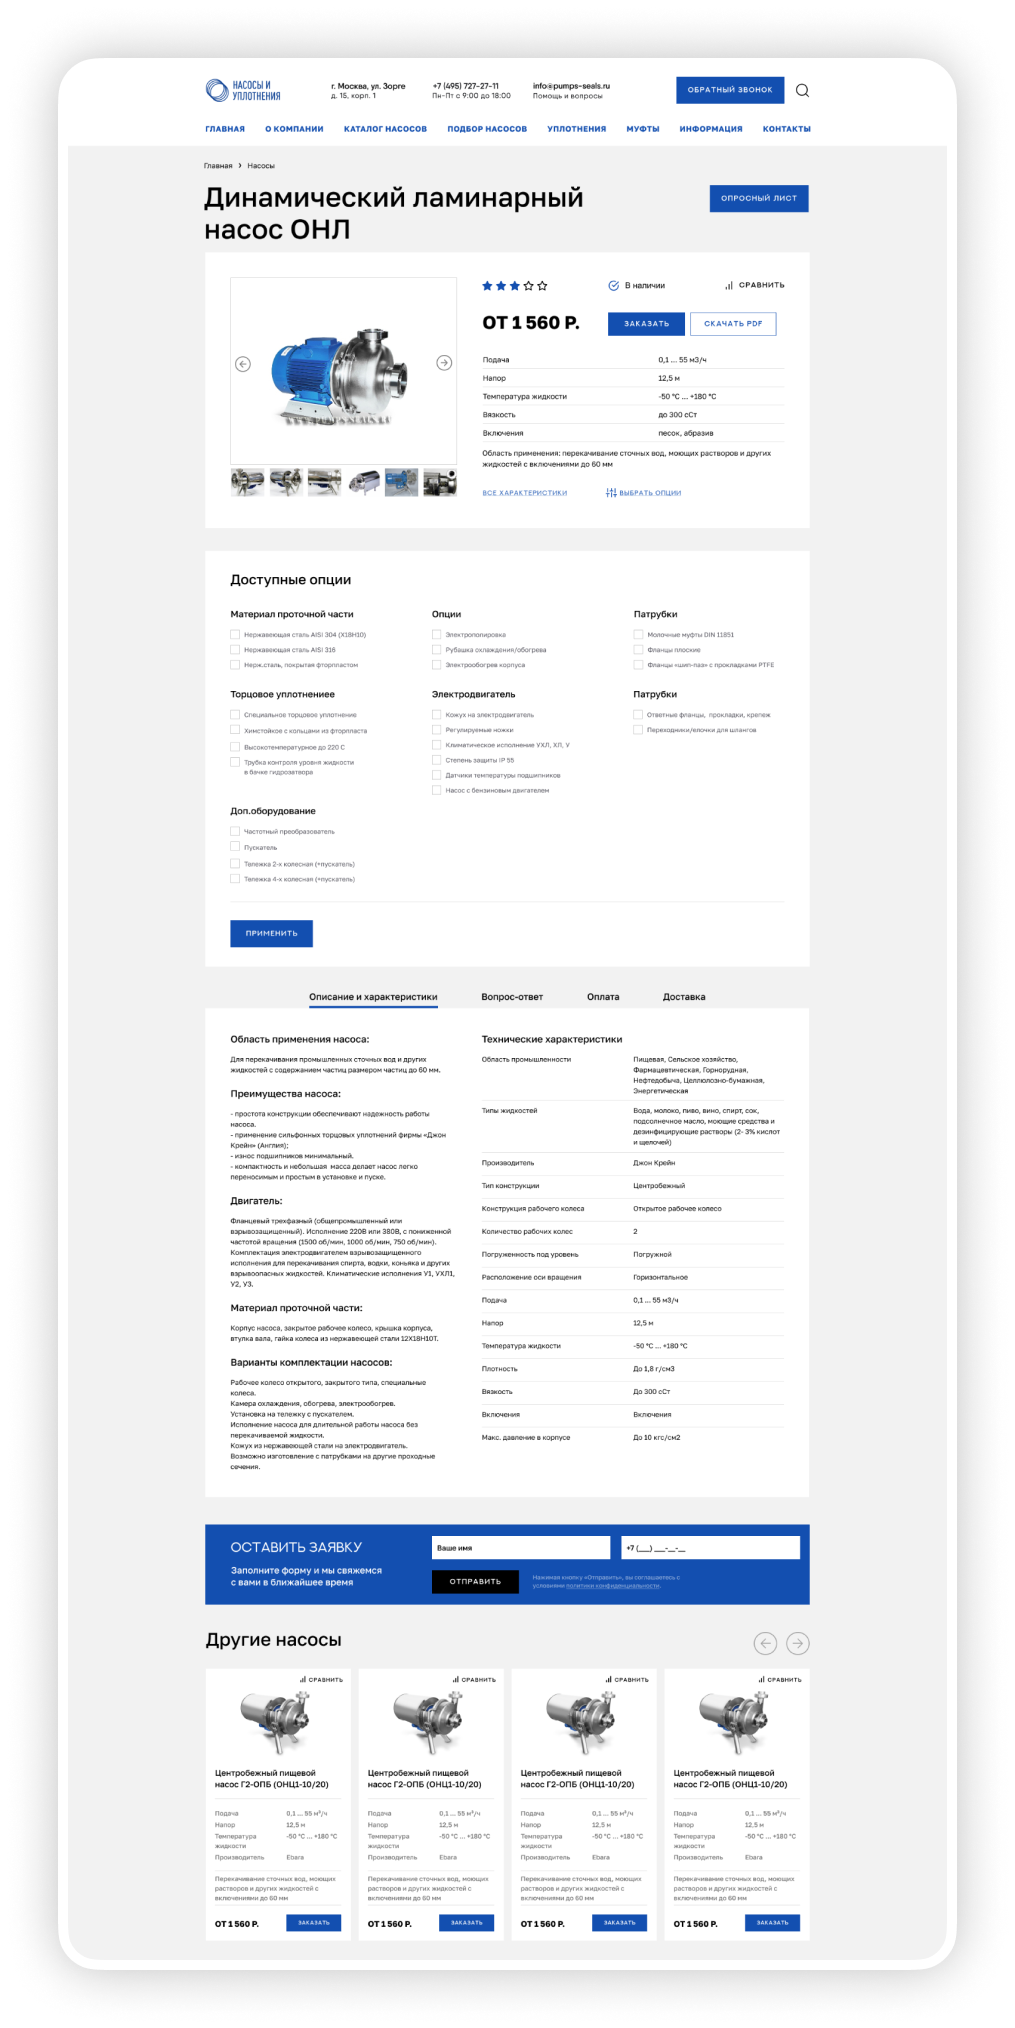 НАСОСЫ И
УПЛОТНЕНИЯ
г. Москва, ул. Зорге
д. 15, корп. 1
+7 (495) 727-27-11
Пн-Пт с 9:00 до 18:00
info@pumps-seals.ru
Помощь и вопросы
ОБРАТНЫЙ ЗВОНОК
ГЛАВНАЯ О КОМПАНИИ КАТАЛОГ НАСОСОВ ПОДБОР НАСОСОВ УПЛОТНЕНИЯ МУФТЫ ИНФОРМАЦИЯ КОНТАКТЫ
Главная > Насосы
Динамический ламинарный
насос ОНЛ
ОПРОСНЫЙ ЛИСТ
В наличии
СРАВНИТЬ
ОТ 1 560 Р.
ЗАКАЗАТЬ
СКАЧАТЬ PDF
Подача 0,1 ... 55 м3/ч
Напор 12,5 м
Температура жидкости -50 °С ... +180 °С
Вязкость до 300 сСт
Включения песок, абразив
Область применения: перекачивание сточных вод, моющих растворов и других
жидкостей с включениями до 60 мм
ВСЕ ХАРАКТЕРИСТИКИ
ВЫБРАТЬ ОПЦИИ
Доступные опции
Материал проточной части
Нержавеющая сталь AISI 304 (Х18Н10)
Нержавеющая сталь AISI 316
Нерж.сталь, покрытая фторпластом
Опции
Электрополировка
Рубашка охлаждения/обогрева
Электрообогрев корпуса
Патрубки
Молочные муфты DIN 11851
Фланцы плоские
Фланцы «шип-паз» с прокладками PTFE
Торцовое уплотнениее
Специальное торцовое уплотнение
Химстойкое с кольцами из фторпласта
Высокотемпературное до 220 С
Трубка контроля уровня жидкости
в бачке гидрозатвора
Электродвигатель
Кожух на электродвигатель
Регулируемые ножки
Климатическое исполнение УХЛ, ХЛ, V
Степень защиты IP 55
Датчики температуры подшипников
Насос с бензиновым двигателем
Патрубки
Ответные фланцы, прокладки, крепеж
Переходники/елочки для шлангов
Доп.оборудование
Частотный преобразователь
Пускатель
Тележка 2-х колесная (+пускатель)
Тележка 4-х колесная (+пускатель)
ПРИМЕНИТЬ
Описание и характеристики Вопрос-ответ Оплата Доставка
Область применения насоса:
Для перекачивания промышленных сточных вод и других
жидкостей с содержанием частиц размером частиц до 60 мм.
Преимущества насоса:
- простота конструкции обеспечивают надежность работы
насоса.
- применение сильфонных торцовых уплотнений фирмы «Джон
Крейн» (Англия);
- износ подшипников минимальный.
- компактность и небольшая масса делает насос легко
переносимым и простым в установке и пуске.
Двигатель:
Фланцевый трехфазный (общепромышленный или
взрывозащищенный). Исполнение 220В или 380В, с пониженной
частотой вращения (1500 об/мин, 1000 об/мин, 750 об/мин).
Комплектация электродвигателем взрывозащищенного
исполнения для перекачивания спирта, водки, коньяка и других
взрывоопасных жидкостей. Климатические исполнения У1, УХЛ1,
У2, У3.
Материал проточной части:
Корпус насоса, закрытое рабочее колесо, крышка корпуса,
втулка вала, гайка колеса из нержавеющей стали 12Х18Н10Т.
Варианты комплектации насосов:
Рабочее колесо открытого, закрытого типа, специальные
колеса.
Камера охлаждения, обогрева, электрообогрев.
Установка на тележку с пускателем.
Исполнение насоса для длительной работы насоса без
перекачиваемой жидкости.
Кожух из нержавеющей стали на электродвигатель.
Возможно изготовление с патрубками на другие проходные
сечения.
Технические характеристики
Область промышленности Пищевая, Сельское хозяйство,
Фармацевтическая, Горнорудная,
Нефтедобыча, Целлюлозно-бумажная,
Энергетическая
Типы жидкостей Вода, молоко, пиво, вино, спирт, сок,
подсолнечное масло, моющие средства и
дезинфицирующие растворы (2- 3% кислот
и щелочей)
Производитель Джон Крейн
Тип конструкции Центробежный
Конструкция рабочего колеса Открытое рабочее колесо
Количество рабочих колес 2
Погруженность под уровень Погружной
Расположение оси вращения Горизонтальное
Подача 0,1 ... 55 м3/ч
Напор 12,5 м
Температура жидкости -50 °С ... +180 °С
Плотность До 1,8 г/см3
Вязкость До 300 сСт
Включения Включения
Макс. давление в корпусе До 10 кгс/см2
ОСТАВИТЬ ЗАЯВКУ
Заполните форму и мы свяжемся
с вами в ближайшее время
Ваше имя
+7 (___) ___-__-__
ОТПРАВИТЬ
Нажимая кнопку «Отправить», вы соглашаетесь с
условиями политики конфиденциальности.
Другие насосы
СРАВНИТЬ СРАВНИТЬ СРАВНИТЬ СРАВНИТЬ
Центробежный пищевой
насос Г2-ОПБ (ОНЦ1-10/20)
Подача 0,1 ... 55 м³/ч
Напор 12,5 м
Температура -50 °С ... +180 °С
жидкости
Производитель Ebara
Перекачивание сточных вод, моющих
растворов и других жидкостей с
включениями до 60 мм
ОТ 1 560 Р. ЗАКАЗАТЬ
Центробежный пищевой
насос Г2-ОПБ (ОНЦ1-10/20)
Подача 0,1 ... 55 м³/ч
Напор 12,5 м
Температура -50 °С ... +180 °С
жидкости
Производитель Ebara
Перекачивание сточных вод, моющих
растворов и других жидкостей с
включениями до 60 мм
ОТ 1 560 Р. ЗАКАЗАТЬ
Центробежный пищевой
насос Г2-ОПБ (ОНЦ1-10/20)
Подача 0,1 ... 55 м³/ч
Напор 12,5 м
Температура -50 °С ... +180 °С
жидкости
Производитель Ebara
Перекачивание сточных вод, моющих
растворов и других жидкостей с
включениями до 60 мм
ОТ 1 560 Р. ЗАКАЗАТЬ
Центробежный пищевой
насос Г2-ОПБ (ОНЦ1-10/20)
Подача 0,1 ... 55 м³/ч
Напор 12,5 м
Температура -50 °С ... +180 °С
жидкости
Производитель Ebara
Перекачивание сточных вод, моющих
растворов и других жидкостей с
включениями до 60 мм
ОТ 1 560 Р. ЗАКАЗАТЬ